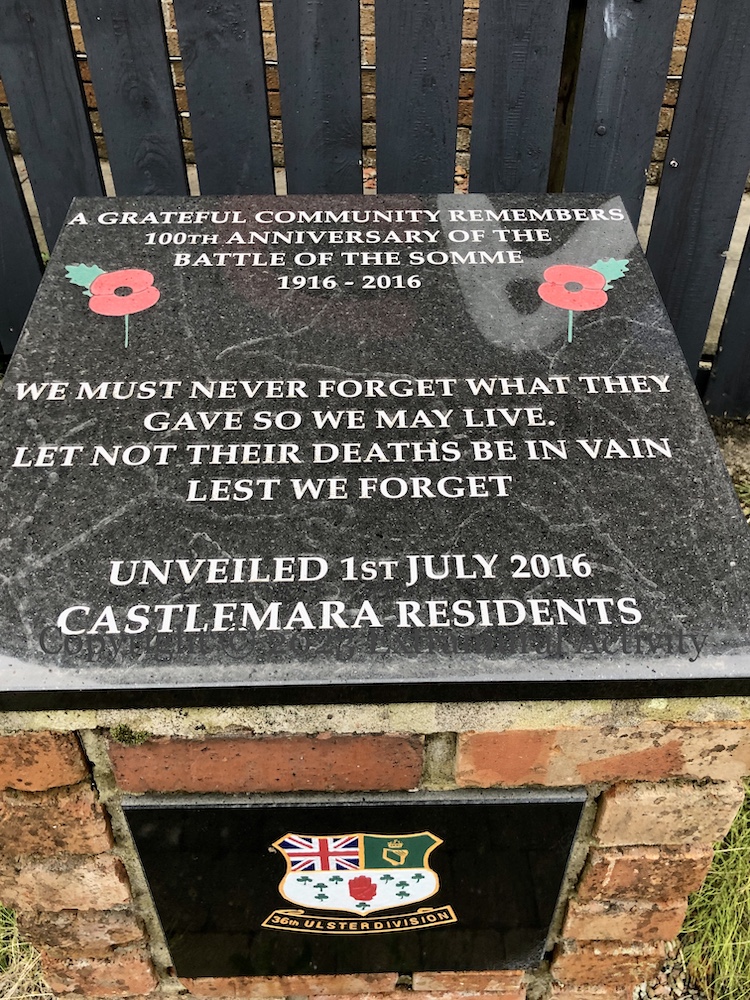 A GRATEFUL COMMUNITY REMEMBERS
100TH ANNIVERSARY OF THE
BATTLE OF THE SOMME
1916 - 2016
WE MUST NEVER FORGET WHAT THEY
GAVE SO WE MAY LIVE.
LET NOT THEIR DEATHS BE IN VAIN
LEST WE FORGET
UNVEILED 1ST JULY 2016
CASTLEMARA RESIDENTS
Copyright © Activity
36th ULSTER DIVISION